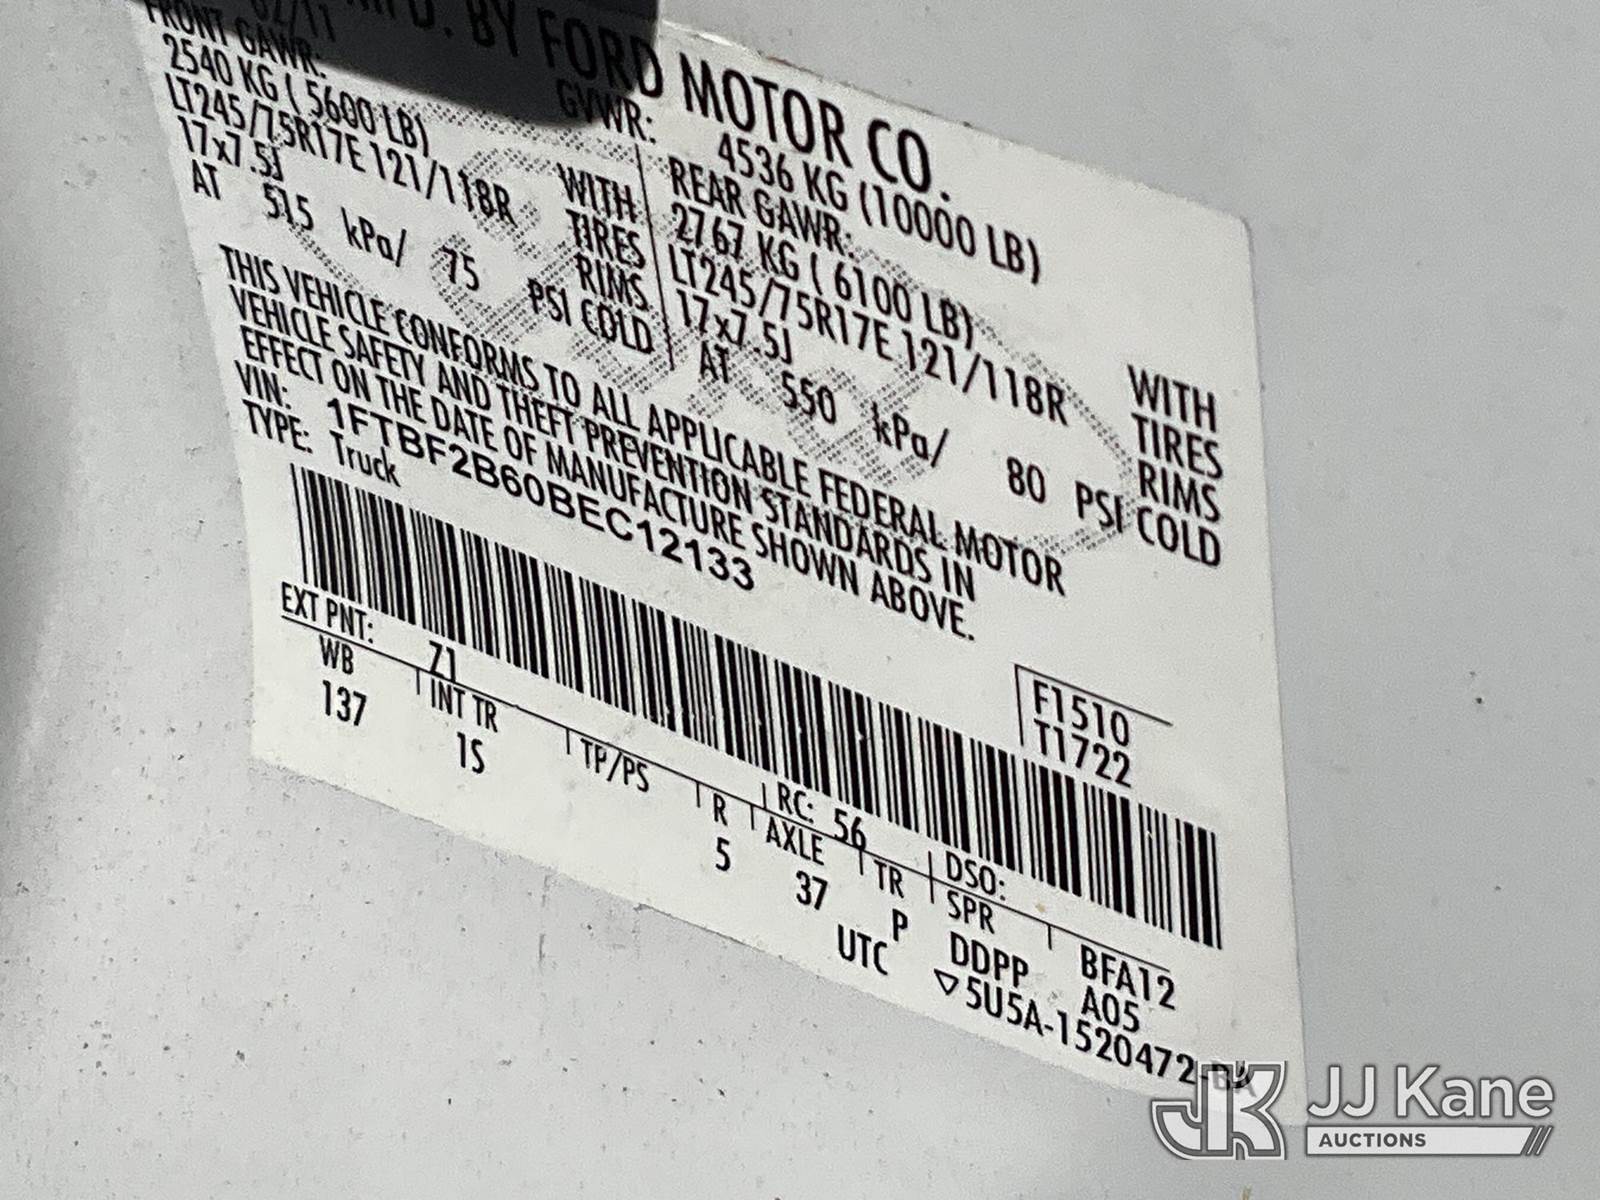 MFD. BY FORD MOTOR CO.
02/11
GVWR: 4536 KG (10000 LB)
FRONT GAWR:
2540 KG ( 5600 LB)
LT245/75R17E 121/118R
17x7.5J
AT 515 kPa/ 75
WITH
TIRES
RIMS
PSI COLD
REAR GAWR:
2767 KG ( 6100 LB)
LT245/75R17E 121/118R
17x7.5J
AT 550 kPa/ 80
WITH
TIRES
RIMS
PSI COLD
THIS VEHICLE CONFORMS TO ALL APPLICABLE FEDERAL MOTOR
VEHICLE SAFETY AND THEFT PREVENTION STANDARDS IN
EFFECT ON THE DATE OF MANUFACTURE SHOWN ABOVE.
VIN: 1FTBF2B60BEC12133
TYPE: Truck
F1510
T1722
EXT PNT: Z1 RC: 56 DSO:
WB INT TR TP/PS R AXLE TR SPR BFA12
137 1S 5 37 P DDPP A05
UTC ▽5U5A-1520472-BA
JJ Kane
AUCTIONS